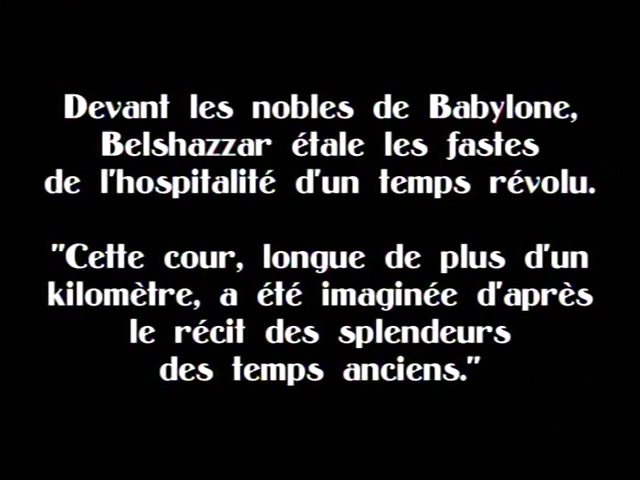 Devant les nobles de Babylone,
Belshazzar étale les fastes
de l'hospitalité d'un temps révolu.
"Cette cour, longue de plus d'un
kilomètre, a été imaginée d'après
le récit des splendeurs
des temps anciens."